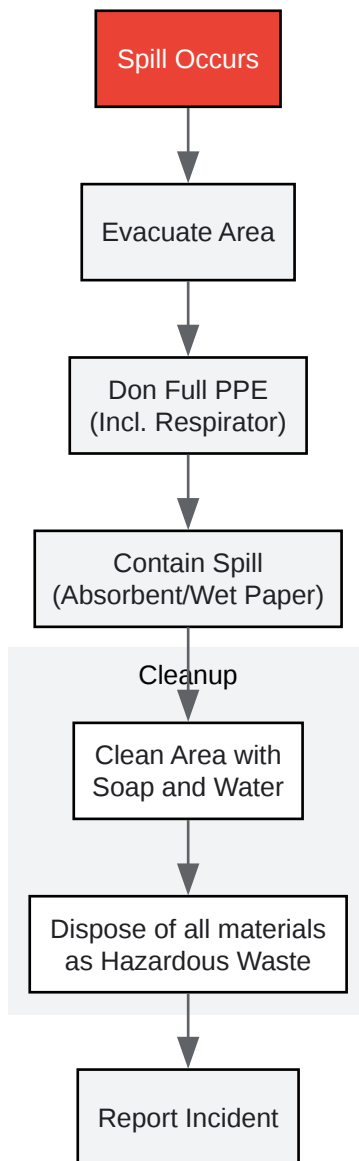 Spill Occurs
Evacuate Area
Don Full PPE
(Incl. Respirator)
Contain Spill
(Absorbent/Wet Paper)
Cleanup
Clean Area with
Soap and Water
Dispose of all materials
as Hazardous Waste
Report Incident